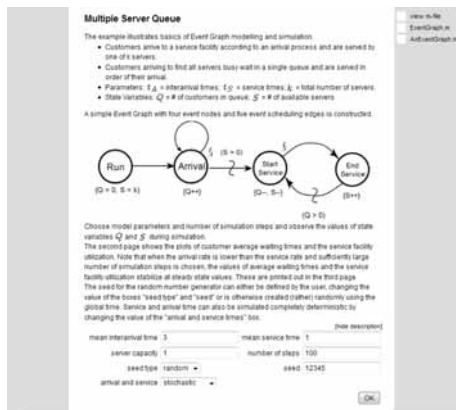 Multiple Server Queue
The example illustrates basics of Event Graph modelling and simulation.
Customers arrive to a service facility according to an arrival process and are served by
one of k servers.
Customers arriving to find all servers busy wait in a single queue and are served in
order of their arrival.
Parameters: t_A = interarrival times; t_S = service times; k = total number of servers.
State Variables: Q = # of customers in queue; S = # of available servers
A simple Event Graph with four event nodes and five event scheduling edges is constructed.
Run
Arrival
Start
Service
End
Service
(S > 0)
{Q = 0, S = k}
{Q++}
{Q--, S--}
{S++}
(Q > 0)
Choose model parameters and number of simulation steps and observe the values of state
variables Q and S during simulation.
The second page shows the plots of customer average waiting times and the service facility
utilization. Note that when the arrival rate is lower than the service rate and sufficiently large
number of simulation steps is chosen, the values of average waiting times and the service
facility utilization stabilize at steady state values. These are printed out in the third page.
The seed for the random number generator can either be defined by the user, changing the
value of the boxes "seed type" and "seed" or is otherwise created (rather) randomly using the
global time. Service and arrival time can also be simulated completely deterministic by
changing the value of the "arrival and service times" box.
[hide description]
mean interarrival time 3 mean service time 1
server capacity 1 number of steps 100
seed type random seed 12345
arrival and service stochastic
OK
view m-file
EventGraph.m